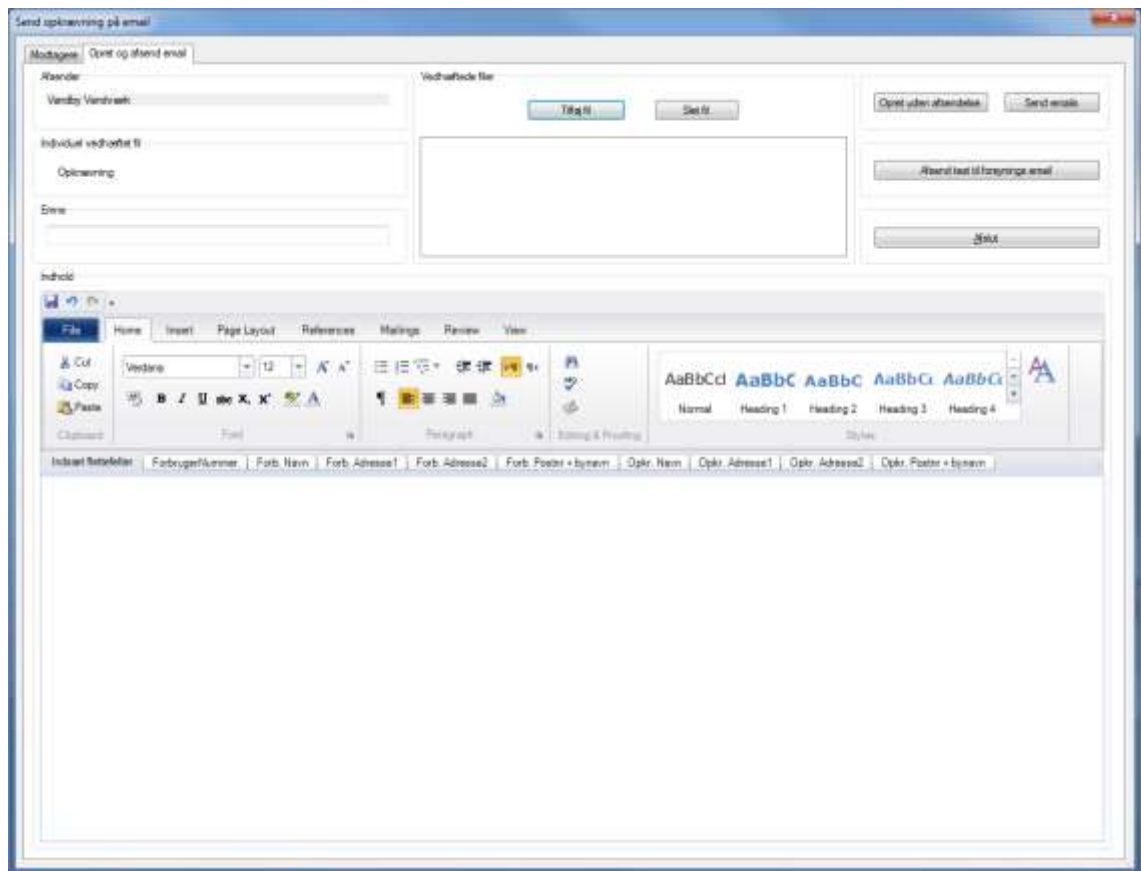 Send opkrævning på email
Modtagere Opret og afsend email
Afsender
Vandby Vandværk
Vedhæftede filer
Tilføj fil Slet fil
Opret uden afsendelse Send emails
Individuel vedhæftet fil
Opkrævning
Afsend test til forsynings email
Emne
Afslut
Indhold
File Home Insert Page Layout References Mailings Review View
Cut
Copy
Paste
Clipboard
Verdana 12
B I U abc X, X'
Font
Paragraph
Editing & Proofing
AaBbCcI AaBbC AaBbC AaBbCc AaBbCc
Normal Heading 1 Heading 2 Heading 3 Heading 4
Styles
Indsæt flettefelter ForbrugerNummer Forb. Navn Forb. Adresse1 Forb. Adresse2 Forb. Postnr + bynavn Opkr. Navn Opkr. Adresse1 Opkr. Adresse2 Opkr. Postnr + bynavn